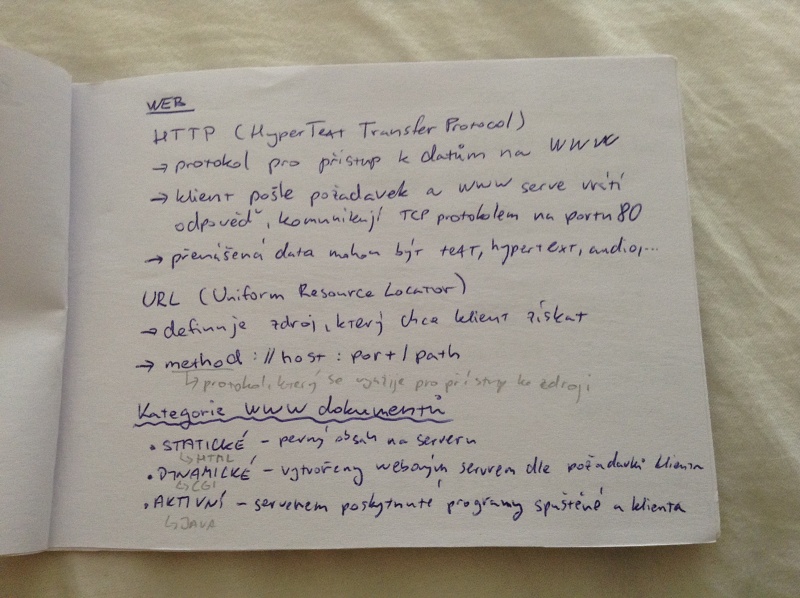 WEB
HTTP (HyperText Transfer Protocol)
→ protokol pro přístup k datům na WWW
→ klient pošle požadavek a WWW serve vrátí
odpověď, komunikují TCP protokolem na portu 80
→ přenášená data mohou být text, hypertext, audio,...
URL (Uniform Resource Locator)
→ definuje zdroj, který chce klient získat
→ method://host:port/path
↳ protokol, který se využije pro přístup ke zdroji
Kategorie WWW dokumentů
• STATICKÉ – pevný obsah na serveru
↳ HTML
• DYNAMICKÉ – vytvořeny webovým serverem dle požadavků klienta
↳ CGI
• AKTIVNÍ – serverem poskytnuté programy spuštěné u klienta
↳ JAVA